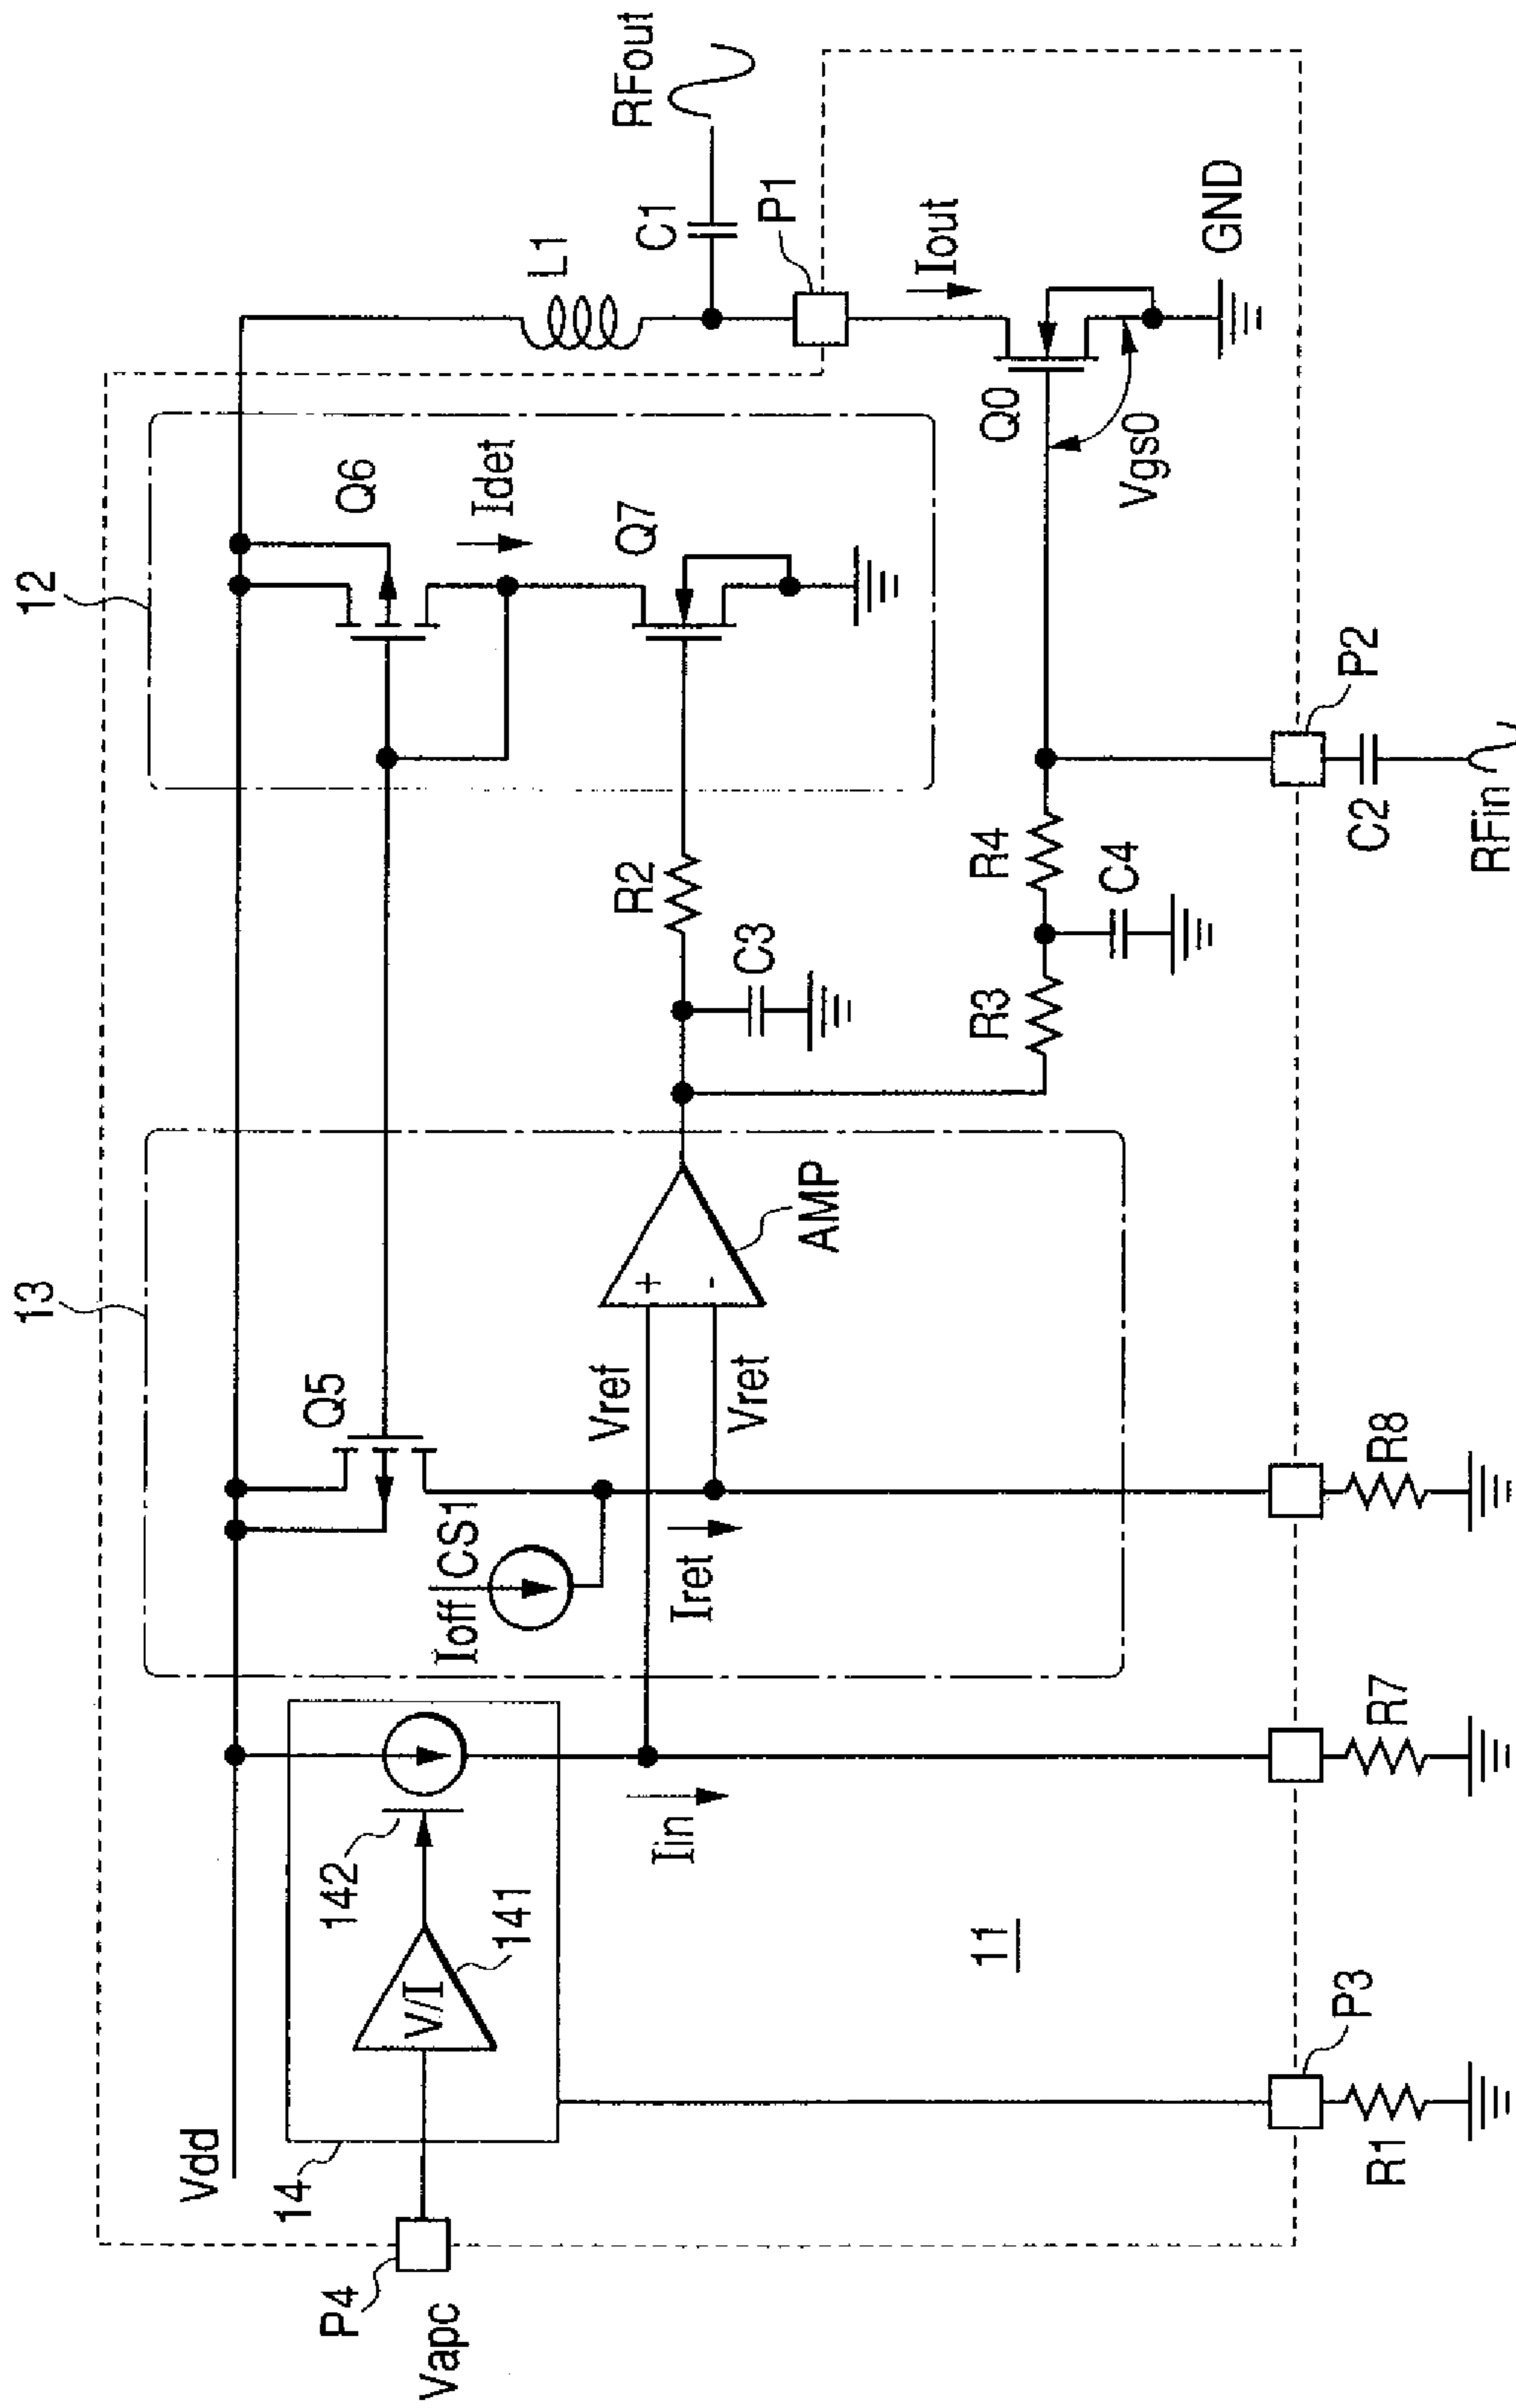 12
13
RFout
L1
C1
P1
Iout
GND
Q0
Vgs0
Q6
Idet
Q7
R2
C3
R4
C4
R3
P2
C2
RFin
AMP
+
-
Q5
Vref
Vret
Ioff
CS1
Iret
R8
Vdd
142
V/I
141
14
Iin
R7
11
P4
Vapc
P3
R1